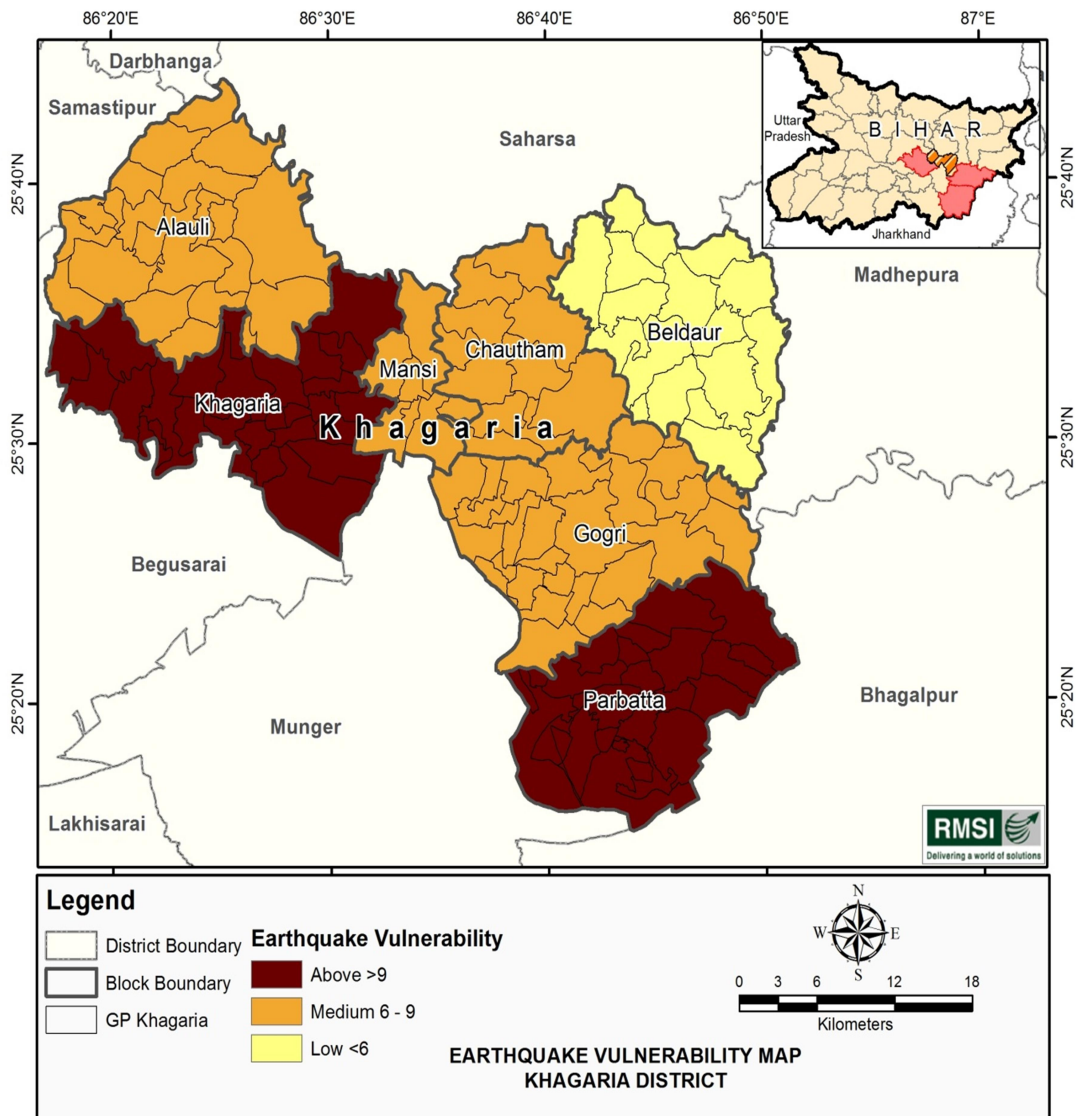 86°20'E
86°30'E
86°40'E
86°50'E
87°E
Darbhanga
Samastipur
Saharsa
Uttar
Pradesh
BIHAR
Jharkhand
25°40'N
25°40'N
Alauli
Madhepura
Beldaur
Chautham
Mansi
Khagaria
Khagaria
25°30'N
25°30'N
Gogri
Begusarai
Parbatta
Bhagalpur
25°20'N
25°20'N
Munger
Lakhisarai
RMSI
Delivering a world of solutions
Legend
District Boundary
Block Boundary
GP Khagaria
Earthquake Vulnerability
Above >9
Medium 6 - 9
Low <6
N
W
E
S
0 3 6 12 18
Kilometers
EARTHQUAKE VULNERABILITY MAP
KHAGARIA DISTRICT